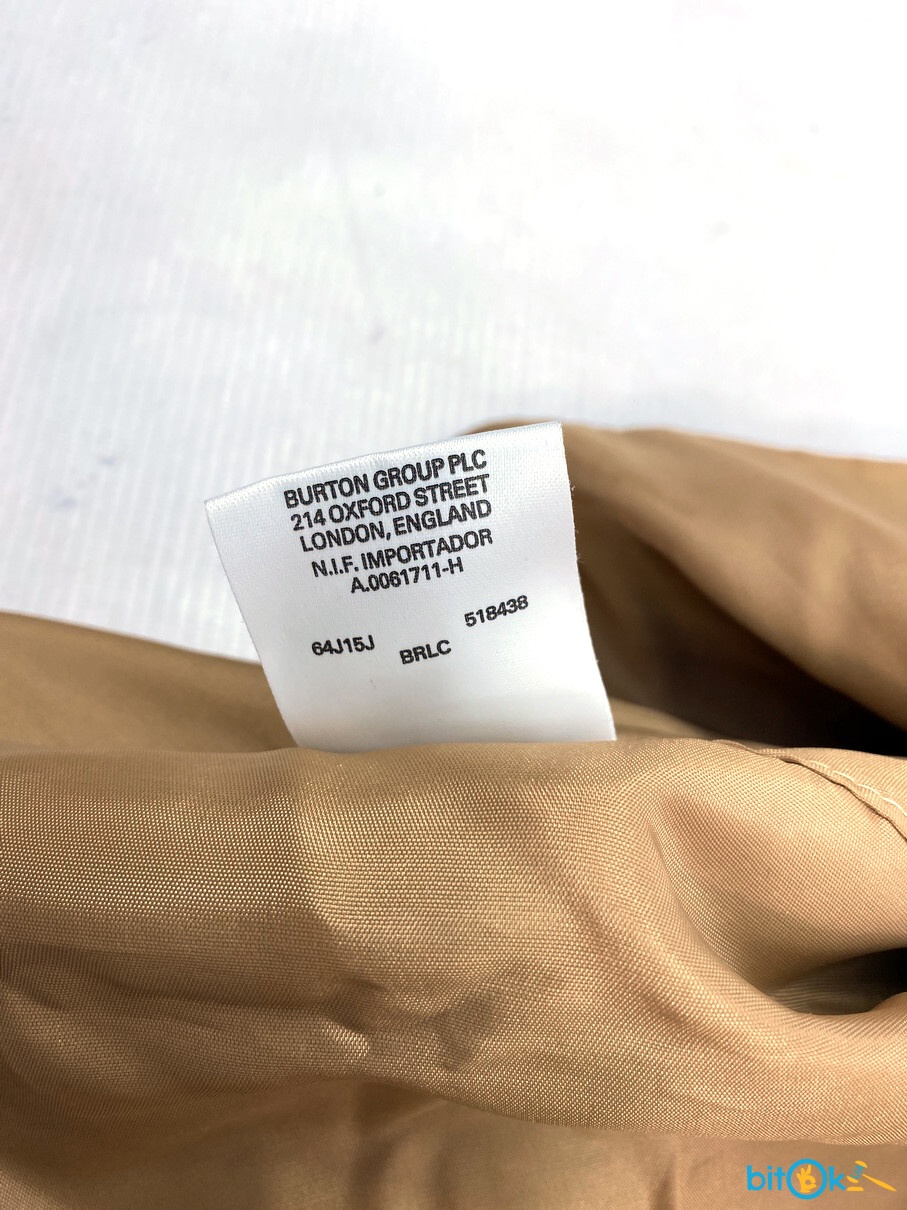 BURTON GROUP PLC
214 OXFORD STREET
LONDON, ENGLAND
N.I.F. IMPORTADOR
A.0061711-H
64J15J BRLC 518438
bitOk